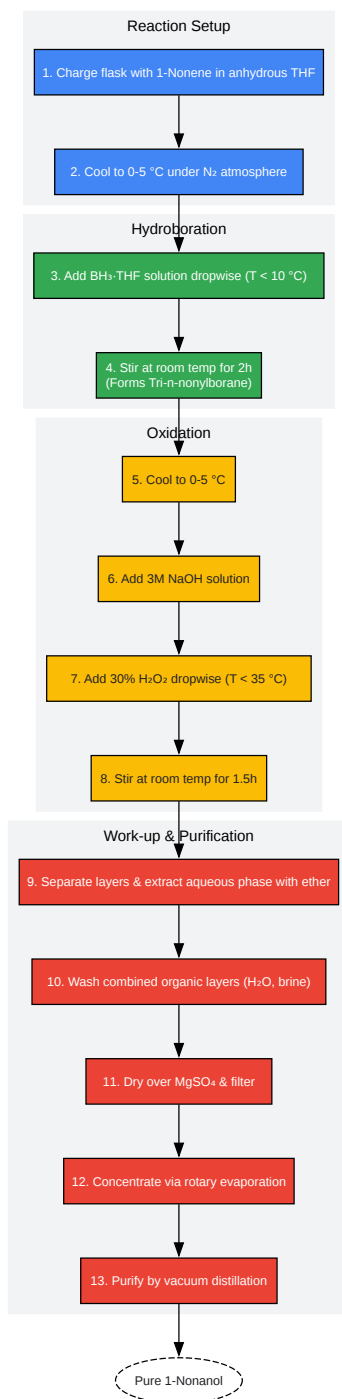 Reaction Setup
1. Charge flask with 1-Nonene in anhydrous THF
2. Cool to 0-5 °C under N₂ atmosphere
Hydroboration
3. Add BH₃·THF solution dropwise (T < 10 °C)
4. Stir at room temp for 2h
(Forms Tri-n-nonylborane)
Oxidation
5. Cool to 0-5 °C
6. Add 3M NaOH solution
7. Add 30% H₂O₂ dropwise (T < 35 °C)
8. Stir at room temp for 1.5h
Work-up & Purification
9. Separate layers & extract aqueous phase with ether
10. Wash combined organic layers (H₂O, brine)
11. Dry over MgSO₄ & filter
12. Concentrate via rotary evaporation
13. Purify by vacuum distillation
Pure 1-Nonanol